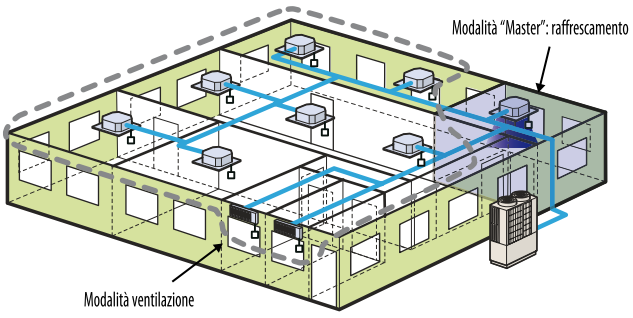 Modalità “Master”: raffrescamento
Modalità ventilazione